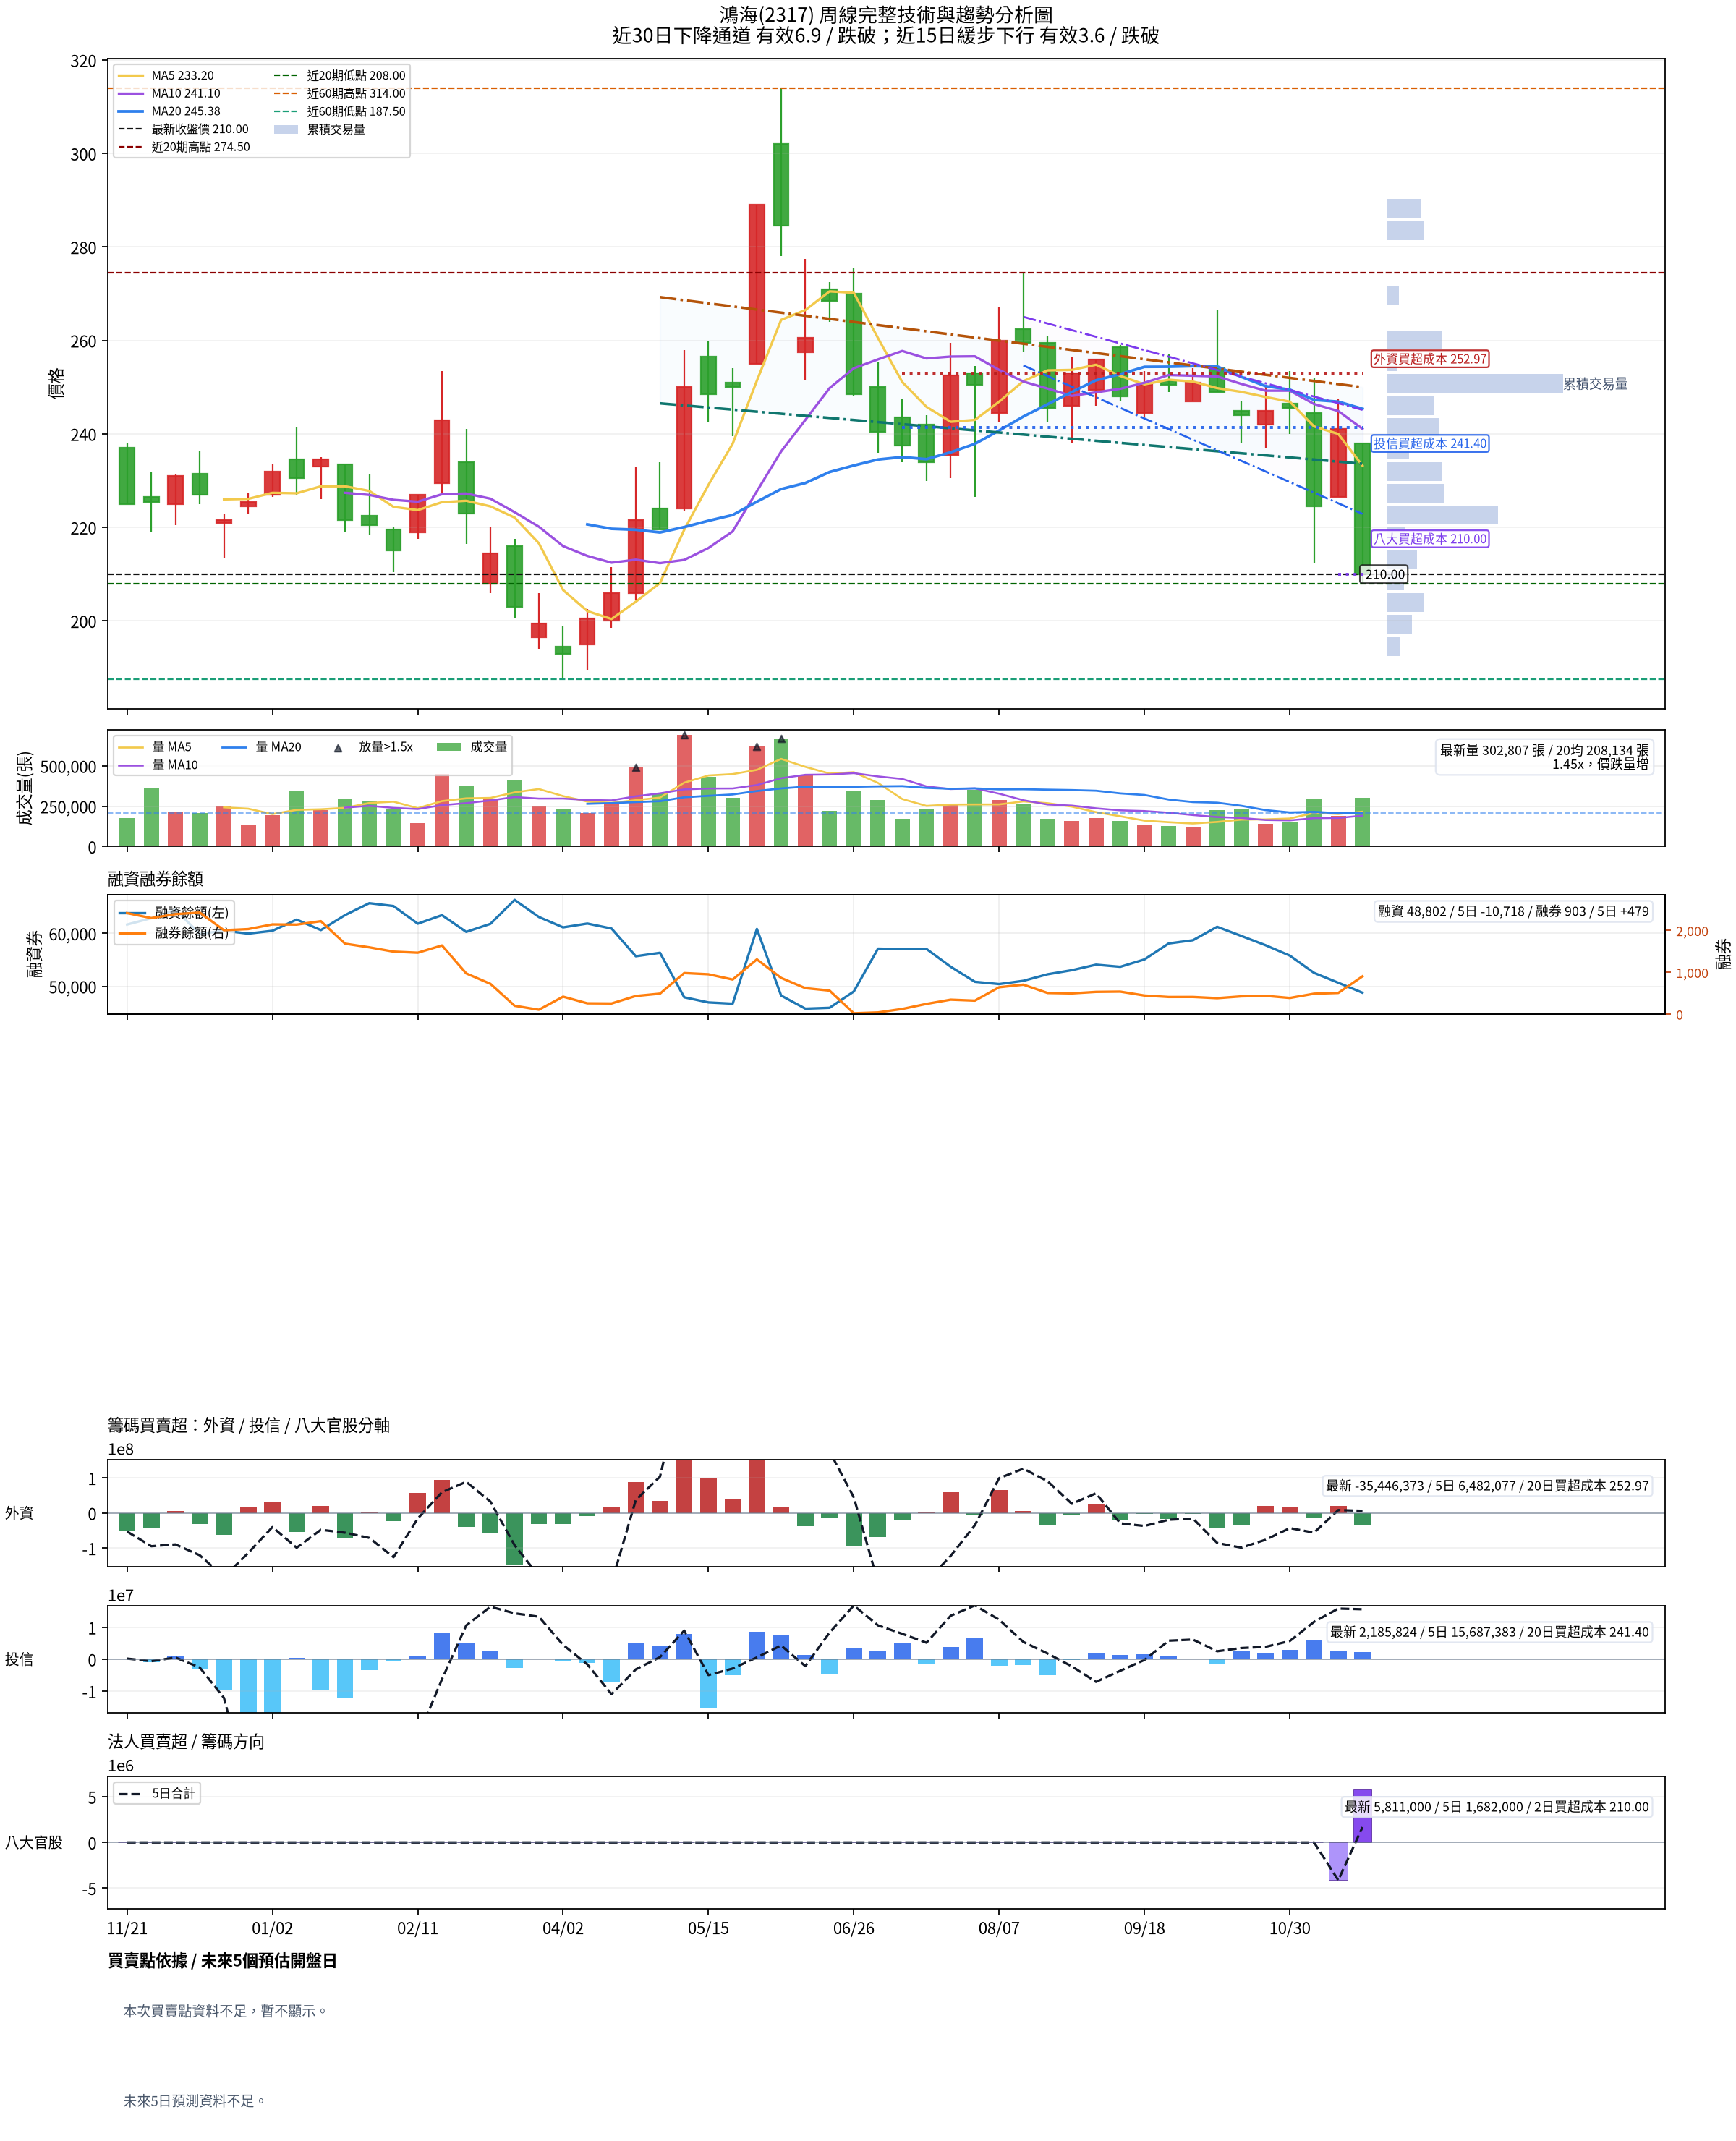 鴻海(2317) 周線完整技術與趨勢分析圖
近30日下降通道 有效6.9 / 跌破；近15日緩步下行 有效3.6 / 跌破
MA5 233.20
MA10 241.10
MA20 245.38
最新收盤價 210.00
近20期高點 274.50
近20期低點 208.00
近60期高點 314.00
近60期低點 187.50
累積交易量
價格
320
300
280
260
240
220
200
外資買超成本 252.97
累積交易量
投信買超成本 241.40
八大買超成本 210.00
210.00
成交量(張)
500,000
250,000
0
量 MA5
量 MA10
量 MA20
放量>1.5x
成交量
最新量 302,807 張 / 20均 208,134 張
1.45x，價跌量增
融資融券餘額
融資券
60,000
50,000
融資餘額(左)
融券餘額(右)
融資 48,802 / 5日 -10,718 / 融券 903 / 5日 +479
2,000
1,000
0
融券
籌碼買賣超：外資 / 投信 / 八大官股分軸
1e8
外資
1
0
-1
最新 -35,446,373 / 5日 6,482,077 / 20日買超成本 252.97
1e7
投信
1
0
-1
最新 2,185,824 / 5日 15,687,383 / 20日買超成本 241.40
法人買賣超 / 籌碼方向
1e6
八大官股
5
0
-5
5日合計
最新 5,811,000 / 5日 1,682,000 / 2日買超成本 210.00
11/21 01/02 02/11 04/02 05/15 06/26 08/07 09/18 10/30
買賣點依據 / 未來5個預估開盤日
本次買賣點資料不足，暫不顯示。
未來5日預測資料不足。